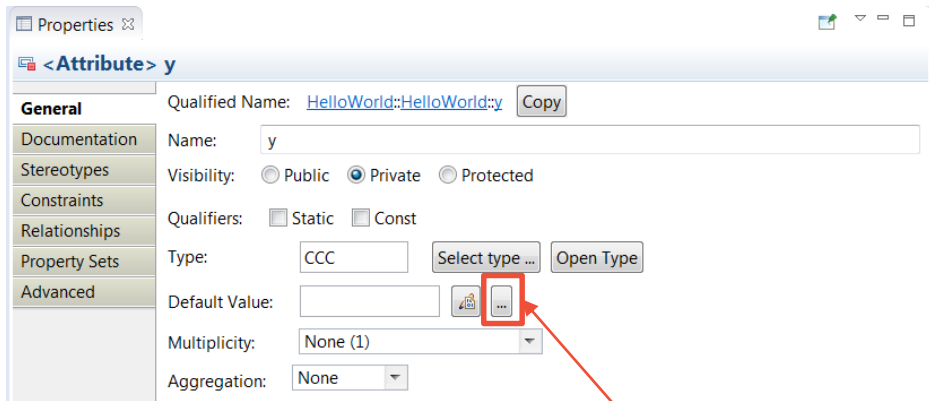 Properties
<Attribute> y
General
Documentation
Stereotypes
Constraints
Relationships
Property Sets
Advanced
Qualified Name: HelloWorld::HelloWorld::y Copy
Name: y
Visibility: Public Private Protected
Qualifiers: Static Const
Type: CCC Select type ... Open Type
Default Value: ...
Multiplicity: None (1)
Aggregation: None